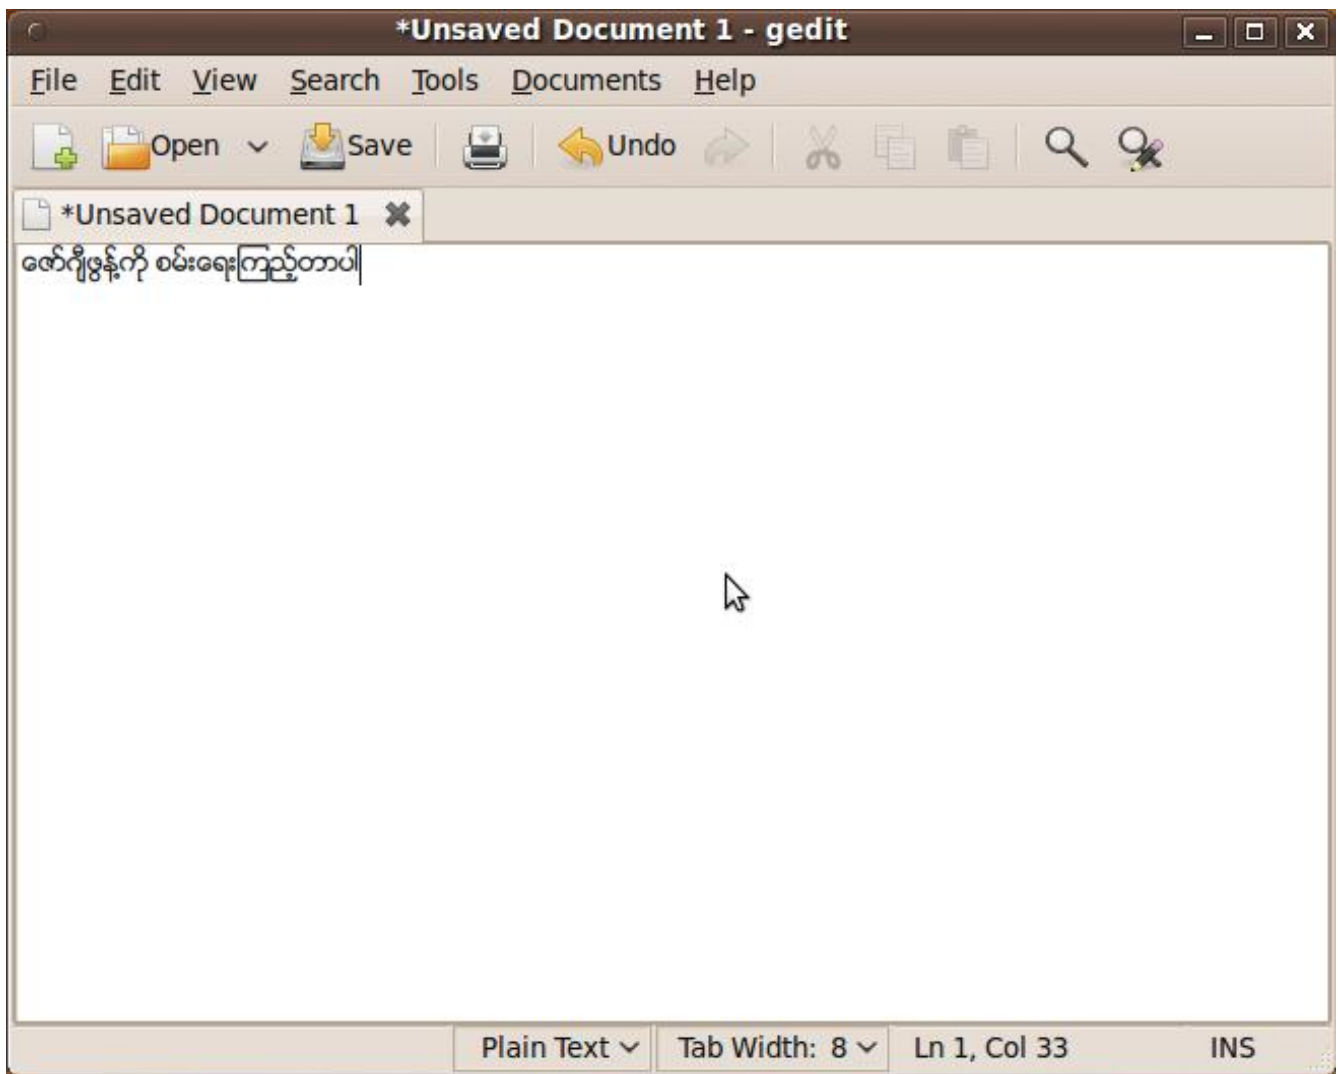 *Unsaved Document 1 - gedit
File Edit View Search Tools Documents Help
Open Save Undo
*Unsaved Document 1
ဇော်ဂျီဖွန့်ကို စမ်းရေးကြည့်တာပါ
Plain Text Tab Width: 8 Ln 1, Col 33 INS